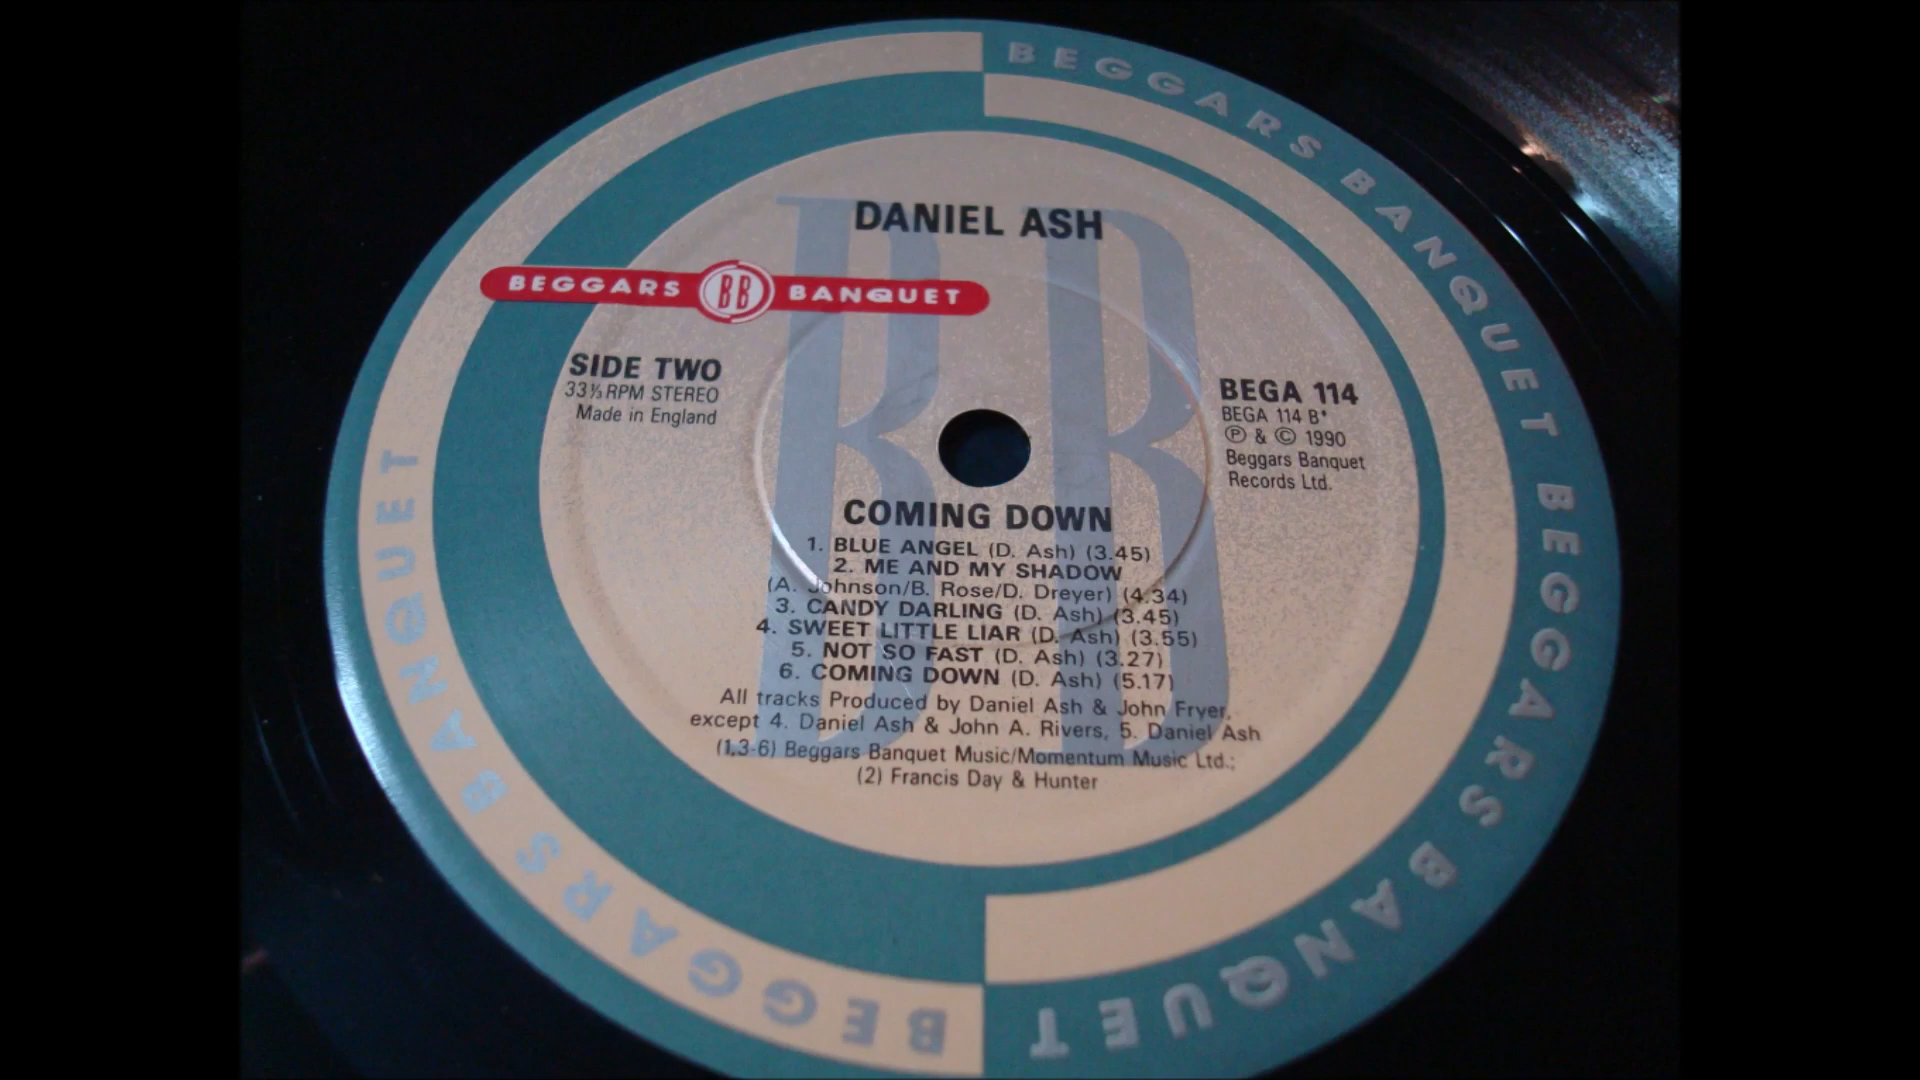 BEGGARS BANQUET BEGGARS BANQUET
BEGGARS BANQUET
DANIEL ASH
BEGGARS BB BANQUET
SIDE TWO
33⅓ RPM STEREO
Made in England
BEGA 114
BEGA 114 B*
Ⓟ & © 1990
Beggars Banquet
Records Ltd.
COMING DOWN
1. BLUE ANGEL (D. Ash) (3.45)
2. ME AND MY SHADOW
(A. Johnson/B. Rose/D. Dreyer) (4.34)
3. CANDY DARLING (D. Ash) (3.45)
4. SWEET LITTLE LIAR (D. Ash) (3.55)
5. NOT SO FAST (D. Ash) (3.27)
6. COMING DOWN (D. Ash) (5.17)
All tracks Produced by Daniel Ash & John Fryer,
except 4. Daniel Ash & John A. Rivers, 5. Daniel Ash
(1,3-6) Beggars Banquet Music/Momentum Music Ltd.;
(2) Francis Day & Hunter
BB